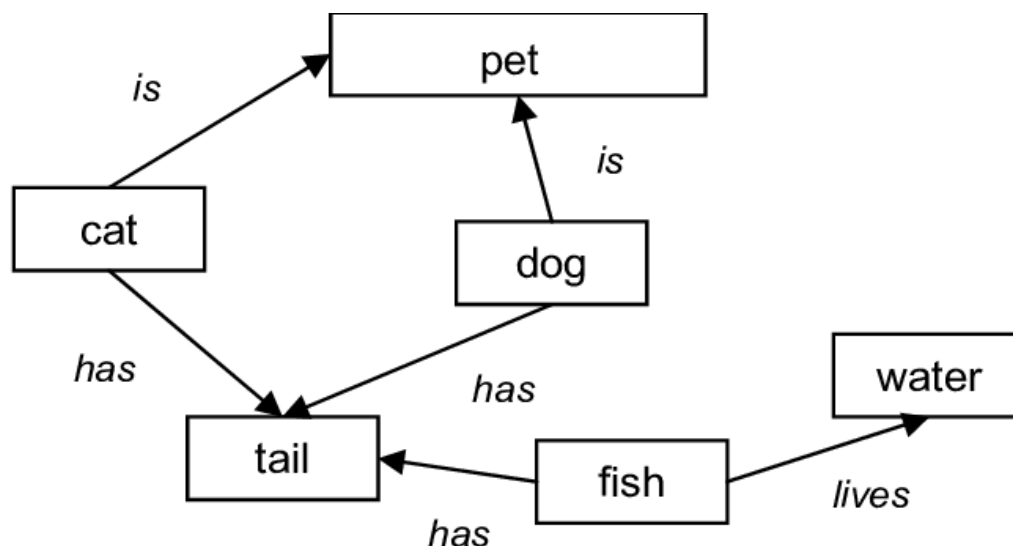 pet
is
is
cat
dog
has
water
has
tail
fish
lives
has